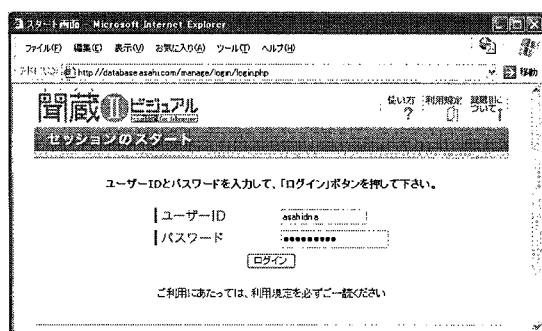 スタート画面 - Microsoft Internet Explorer
ファイル(F) 編集(E) 表示(V) お気に入り(A) ツール(T) ヘルプ(H)
http://database.asahi.com/manage/login/login.php 移動
聞蔵IIビジュアル
使い方 利用規定 聞蔵IIについて
セッションのスタート
ユーザーIDとパスワードを入力して、「ログイン」ボタンを押して下さい。
ユーザーID asahidna
パスワード ●●●●●●●●●
ログイン
ご利用にあたっては、利用規定を必ずご一読ください